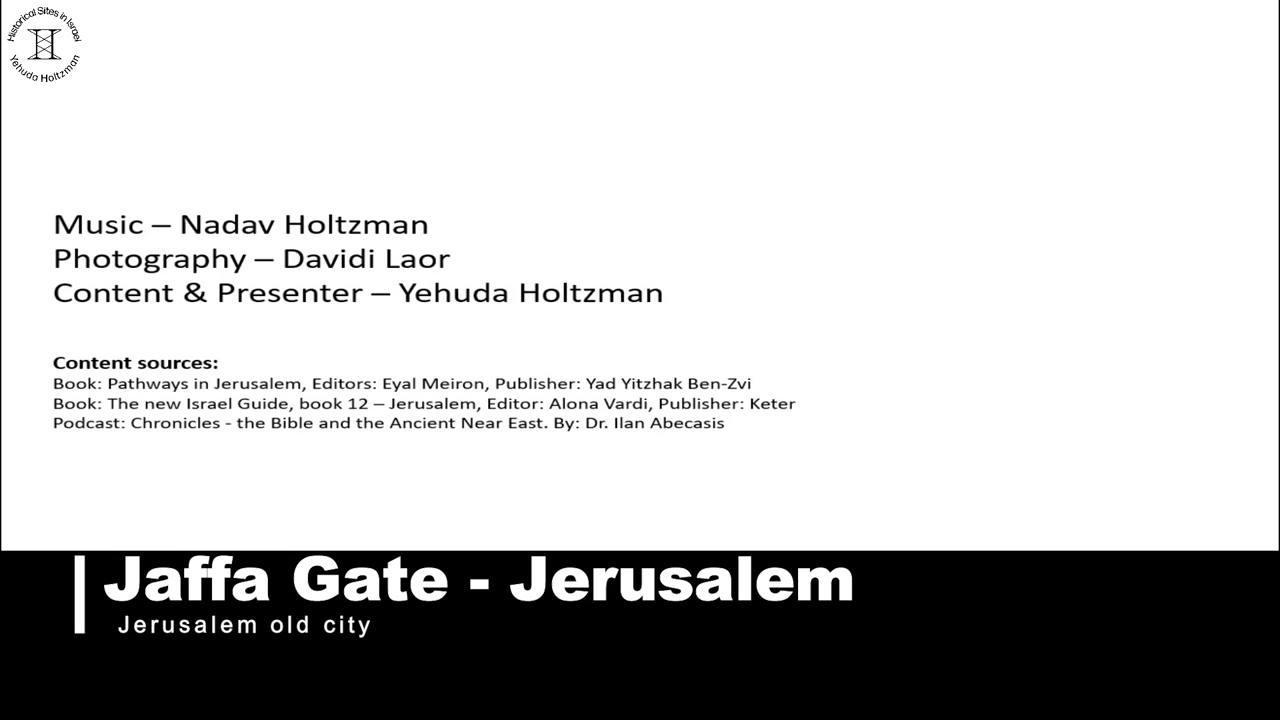 Historical Sites in Israel
Yehuda Holtzman
Music – Nadav Holtzman
Photography – Davidi Laor
Content & Presenter – Yehuda Holtzman
Content sources:
Book: Pathways in Jerusalem, Editors: Eyal Meiron, Publisher: Yad Yitzhak Ben-Zvi
Book: The new Israel Guide, book 12 – Jerusalem, Editor: Alona Vardi, Publisher: Keter
Podcast: Chronicles - the Bible and the Ancient Near East. By: Dr. Ilan Abecasis
Jaffa Gate - Jerusalem
Jerusalem old city